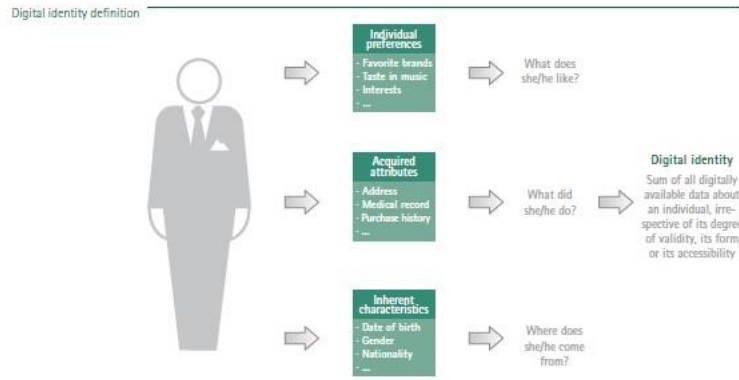 Digital identity definition
Individual
preferences
- Favorite brands
- Taste in music
- Interests
- ...
What does
she/he like?
Acquired
attributes
- Address
- Medical record
- Purchase history
- ...
What did
she/he do?
Digital identity
Sum of all digitally
available data about
an individual, irre-
spective of its degree
of validity, its form
or its accessibility
Inherent
characteristics
- Date of birth
- Gender
- Nationality
- ...
Where does
she/he come
from?